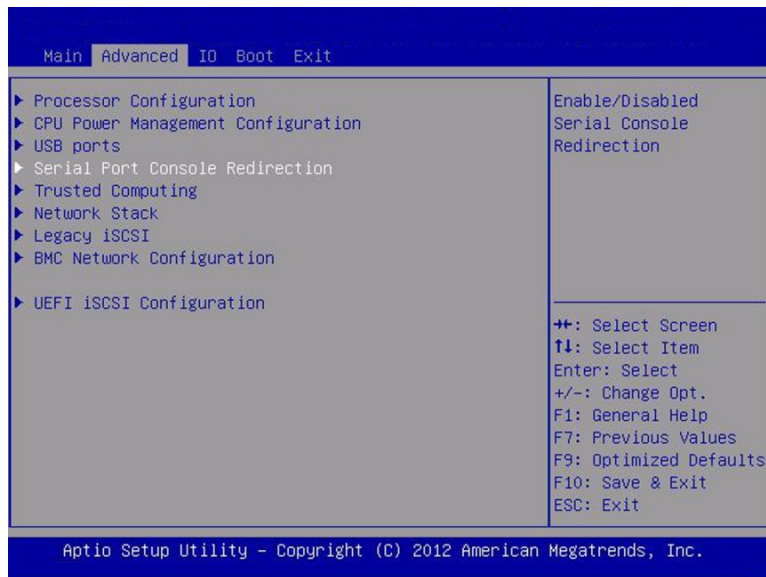 Main Advanced IO Boot Exit
Processor Configuration
CPU Power Management Configuration
USB ports
Serial Port Console Redirection
Trusted Computing
Network Stack
Legacy iSCSI
BMC Network Configuration
UEFI iSCSI Configuration
Enable/Disabled
Serial Console
Redirection
→←: Select Screen
↑↓: Select Item
Enter: Select
+/-: Change Opt.
F1: General Help
F7: Previous Values
F9: Optimized Defaults
F10: Save & Exit
ESC: Exit
Aptio Setup Utility – Copyright (C) 2012 American Megatrends, Inc.